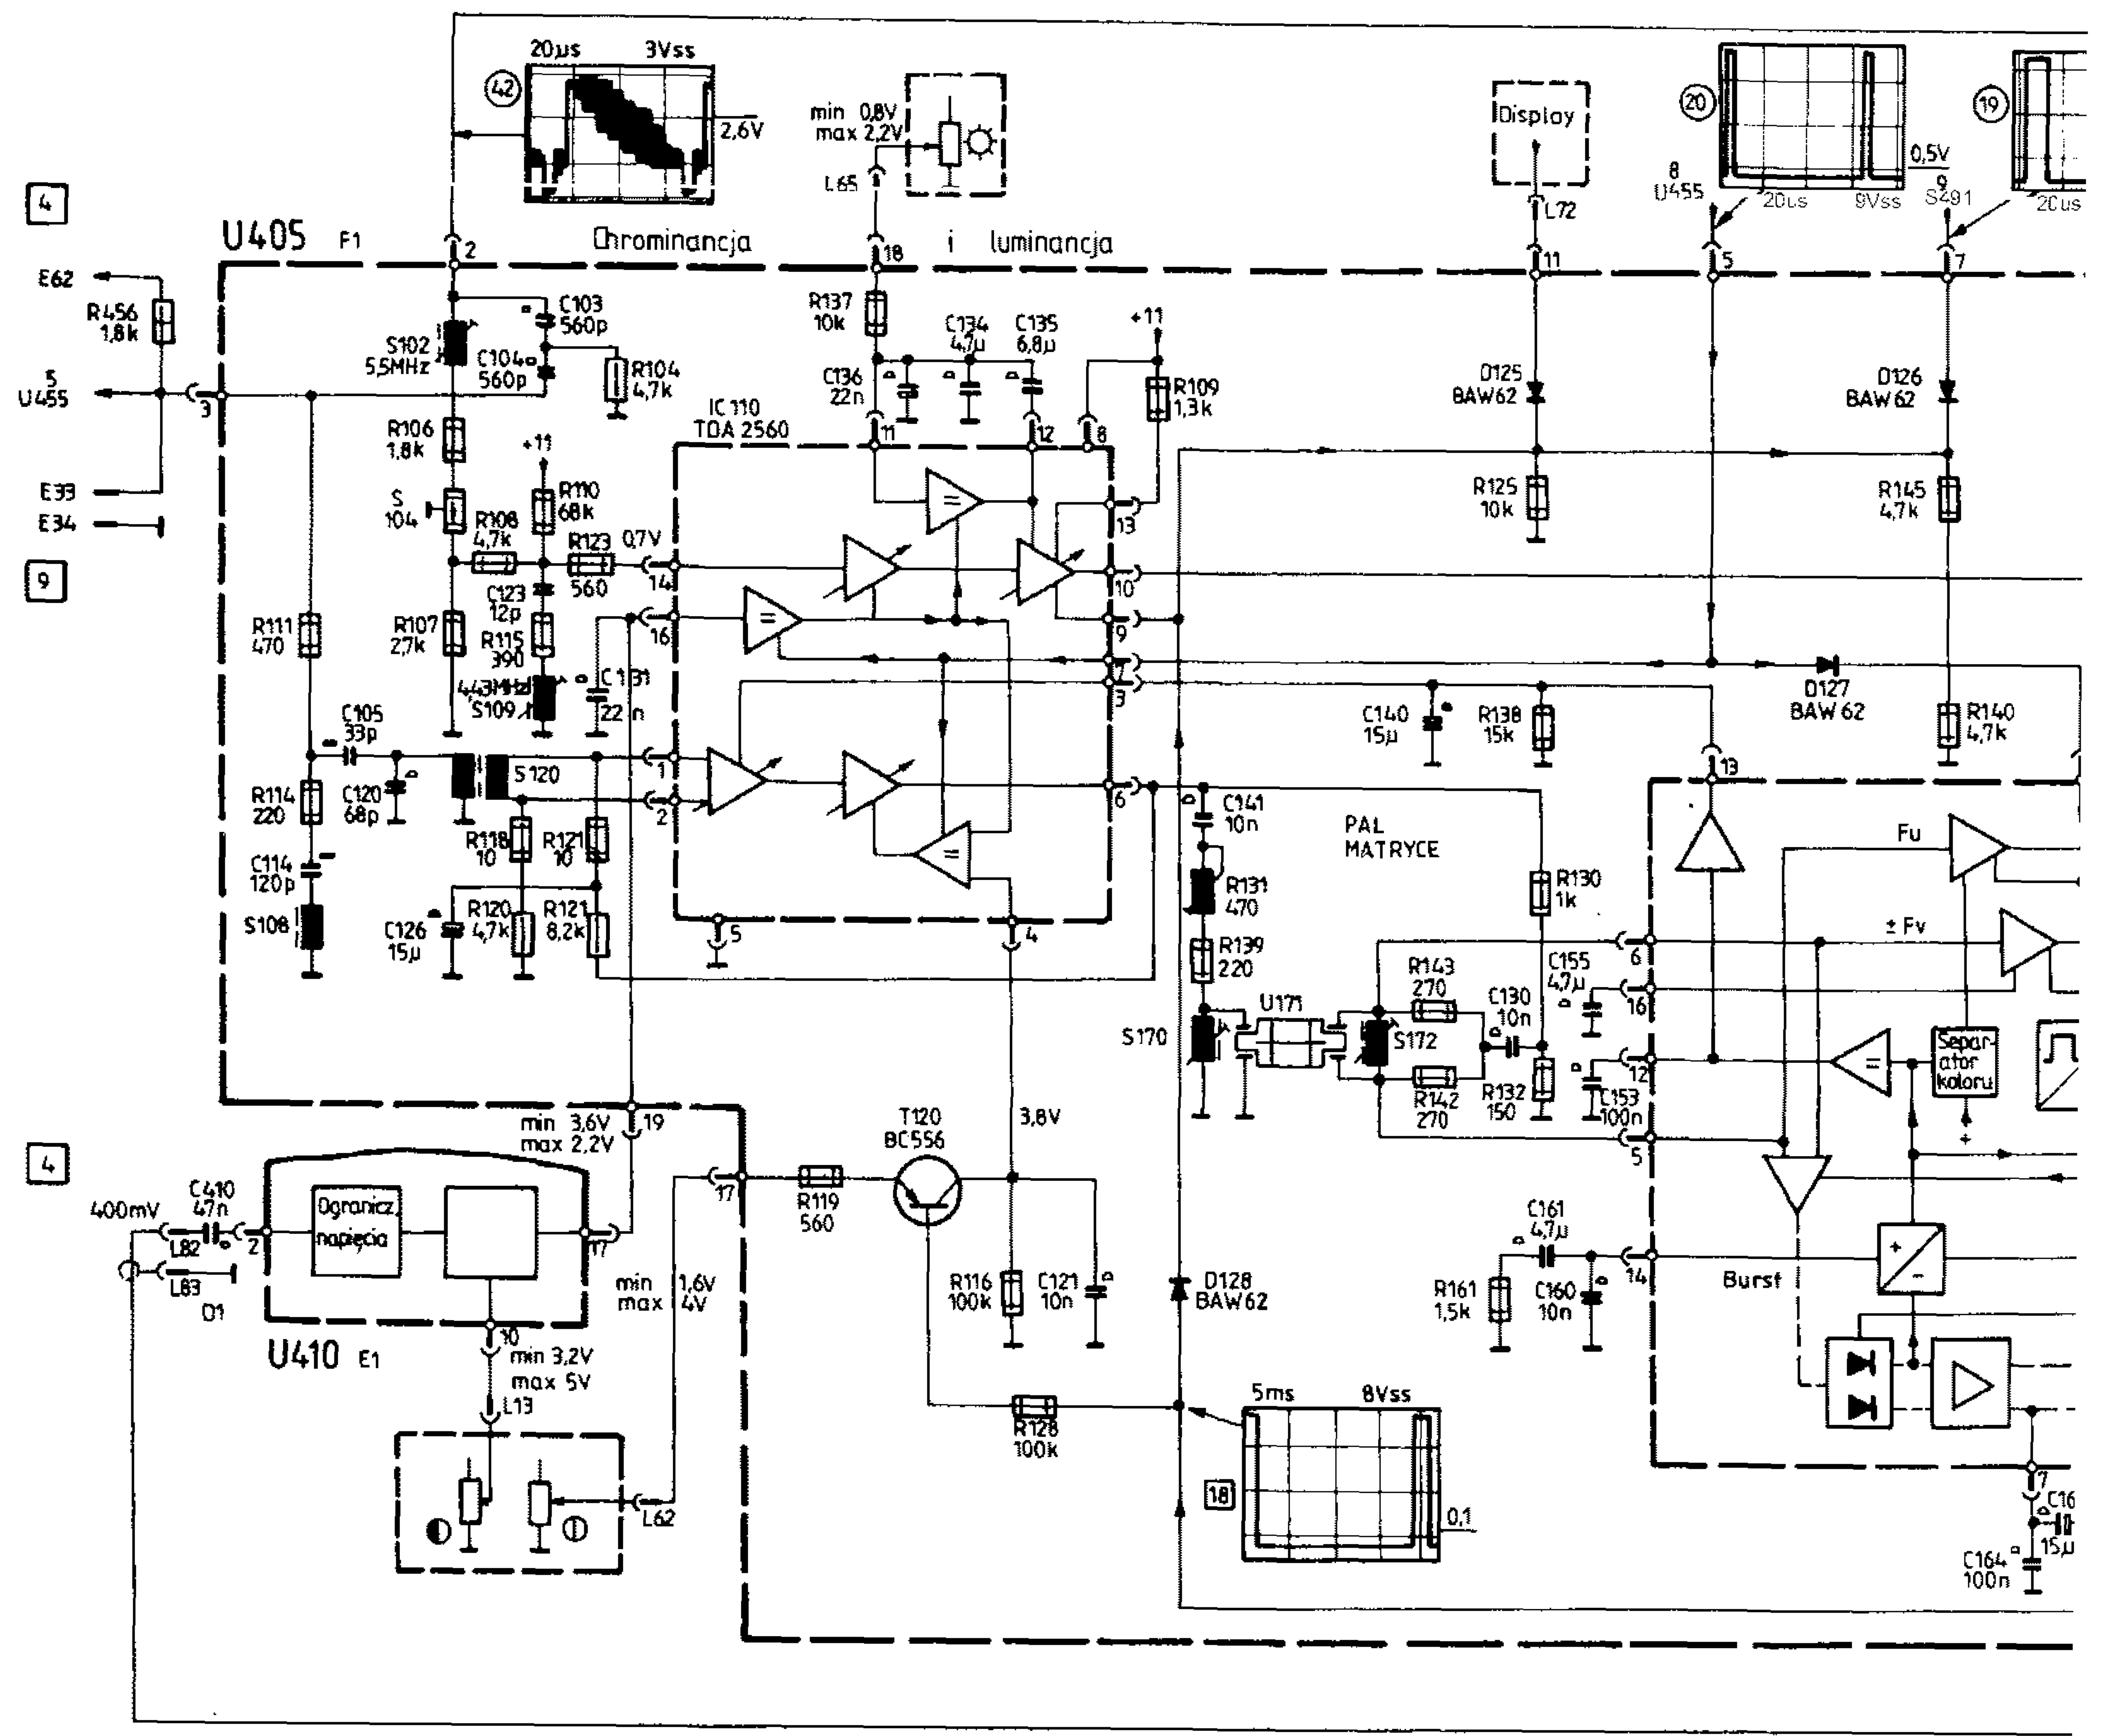 20µs 3Vss
42
2,6V
min 0,8V
max 2,2V
L65
Display
L72
20
0,5V
8
U455
20us 9Vss
9
S491
19
20us
4
U405 F1
2
Chrominancja i luminancja
18
11
5
7
E62
R456
1,8k
5
U455
3
E33
E34
9
S102
5,5MHz
C103
560p
C104
560p
R104
4,7k
R106
1,8k
S
104
+11
R110
68k
R108
4,7k
R123
560
0,7V
14
C123
12p
R115
390
4,43MHz
S109
C131
22n
16
R107
2,7k
R111
470
R137
10k
C136
22n
C134
4,7µ
C135
6,8µ
+11
R109
1,3k
IC110
TDA 2560
11
12
8
13
10
9
7
3
6
=
=
=
D125
BAW62
D126
BAW62
R125
10k
R145
4,7k
D127
BAW 62
R140
4,7k
C140
15µ
R138
15k
13
C105
33p
C120
68p
S120
1
2
R114
220
C114
120p
S108
R118
10
R121
10
C126
15µ
R120
4,7k
R121
8,2k
5
4
C141
10n
PAL
MATRYCE
R131
470
R139
220
S170
U171
S172
R143
270
R142
270
C130
10n
R130
1k
R132
150
C155
4,7µ
C153
100n
6
16
12
5
Fu
± Fv
=
Separ-
ator
koloru
+
19
min 3,6V
max 2,2V
4
400mV
C410
47n
L82
L83
D1
2
Ogranicz.
napięcia
17
10
U410 E1
min 3,2V
max 5V
L13
L62
min 1,6V
max 4V
17
R119
560
T120
BC556
3,8V
R116
100k
C121
10n
D128
BAW62
R128
100k
5ms 8Vss
18
0,1
C161
4,7µ
R161
1,5k
C160
10n
14
Burst
+
-
7
C16
15µ
C164
100n